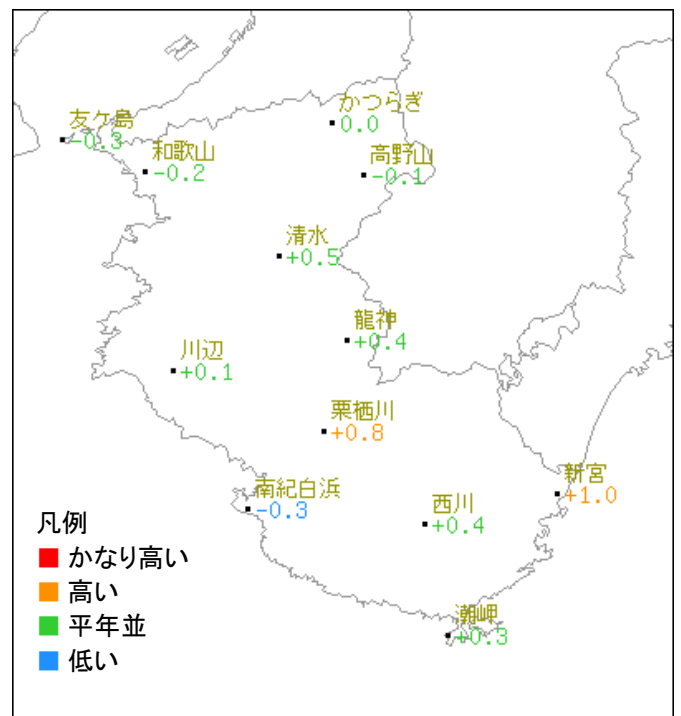 かつらぎ
0.0
友ケ島
-0.3
和歌山
-0.2
高野山
-0.1
清水
+0.5
龍神
+0.4
川辺
+0.1
栗栖川
+0.8
新宮
+1.0
南紀白浜
-0.3
西川
+0.4
潮岬
+0.3
凡例
かなり高い
高い
平年並
低い